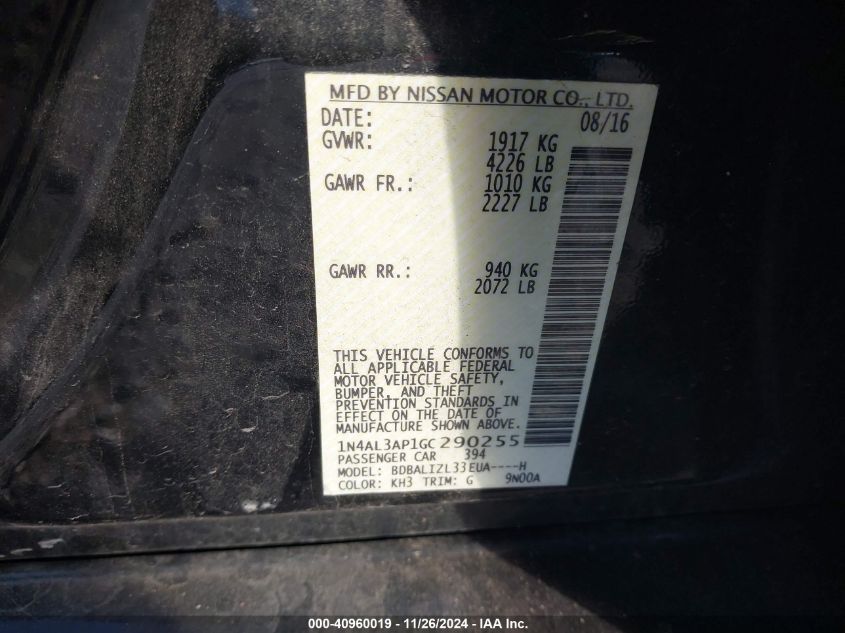 MFD BY NISSAN MOTOR CO., LTD.
DATE: 08/16
GVWR: 1917 KG
4226 LB
GAWR FR.: 1010 KG
2227 LB
GAWR RR.: 940 KG
2072 LB
THIS VEHICLE CONFORMS TO
ALL APPLICABLE FEDERAL
MOTOR VEHICLE SAFETY,
BUMPER, AND THEFT
PREVENTION STANDARDS IN
EFFECT ON THE DATE OF
MANUFACTURE SHOWN ABOVE.
1N4AL3AP1GC290255
PASSENGER CAR 394
MODEL: BDBALIZL33EUA----H
COLOR: KH3 TRIM: G 9N00A
000-40960019 - 11/26/2024 - IAA, Inc.